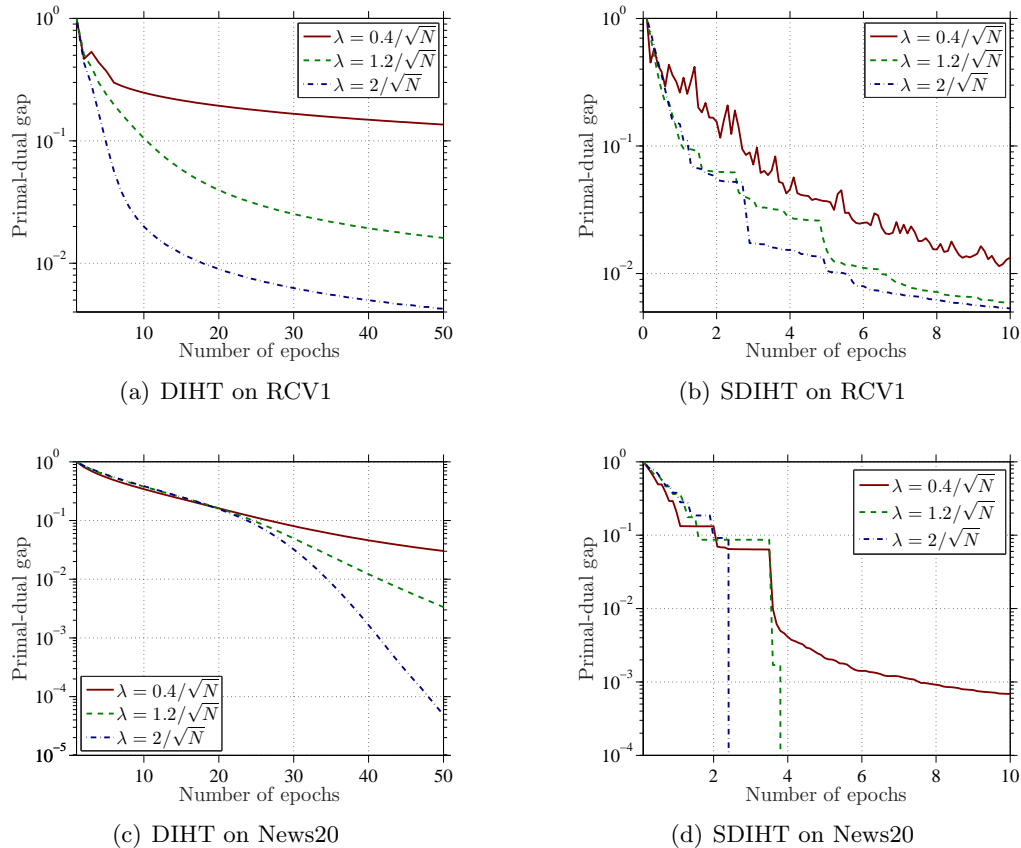 10^0
10^{-1}
10^{-2}
10 20 30 40 50
Primal-dual gap
Number of epochs
λ = 0.4/√N
λ = 1.2/√N
λ = 2/√N
(a) DIHT on RCV1
10^0
10^{-1}
10^{-2}
0 2 4 6 8 10
Primal-dual gap
Number of epochs
λ = 0.4/√N
λ = 1.2/√N
λ = 2/√N
(b) SDIHT on RCV1
10^0
10^{-1}
10^{-2}
10^{-3}
10^{-4}
10^{-5}
10 20 30 40 50
Primal-dual gap
Number of epochs
λ = 0.4/√N
λ = 1.2/√N
λ = 2/√N
(c) DIHT on News20
10^0
10^{-1}
10^{-2}
10^{-3}
10^{-4}
2 4 6 8 10
Primal-dual gap
Number of epochs
λ = 0.4/√N
λ = 1.2/√N
λ = 2/√N
(d) SDIHT on News20